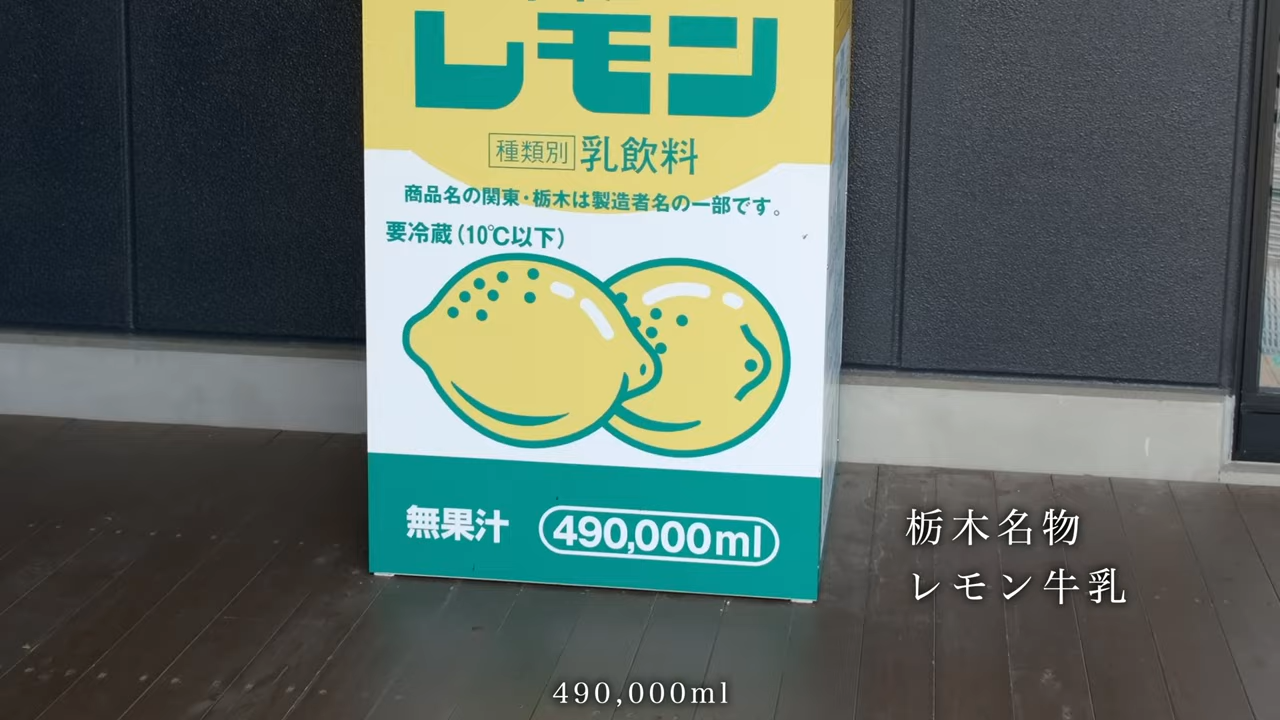 レモン
種類別 乳飲料
商品名の関東・栃木は製造者名の一部です。
要冷蔵(10℃以下)
無果汁 490,000ml
栃木名物
レモン牛乳
490,000ml